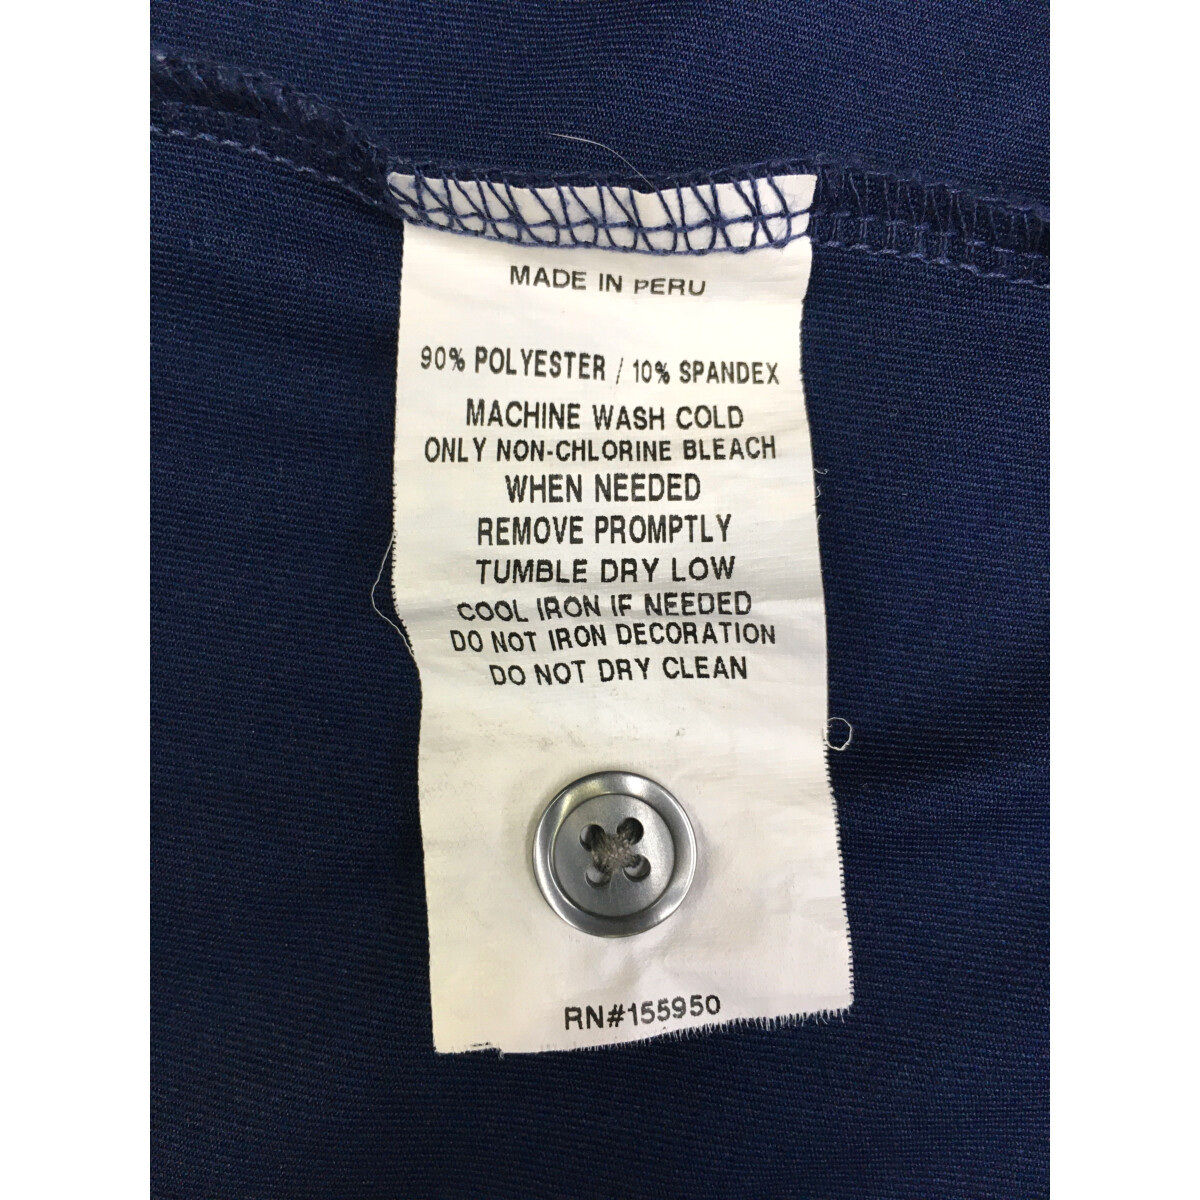 MADE IN PERU
90% POLYESTER / 10% SPANDEX
MACHINE WASH COLD
ONLY NON-CHLORINE BLEACH
WHEN NEEDED
REMOVE PROMPTLY
TUMBLE DRY LOW
COOL IRON IF NEEDED
DO NOT IRON DECORATION
DO NOT DRY CLEAN
RN#155950